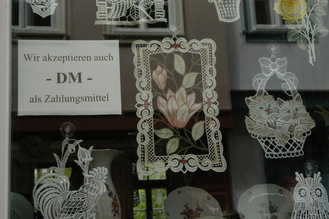 Wir akzeptieren auch
- DM -
als Zahlungsmittel